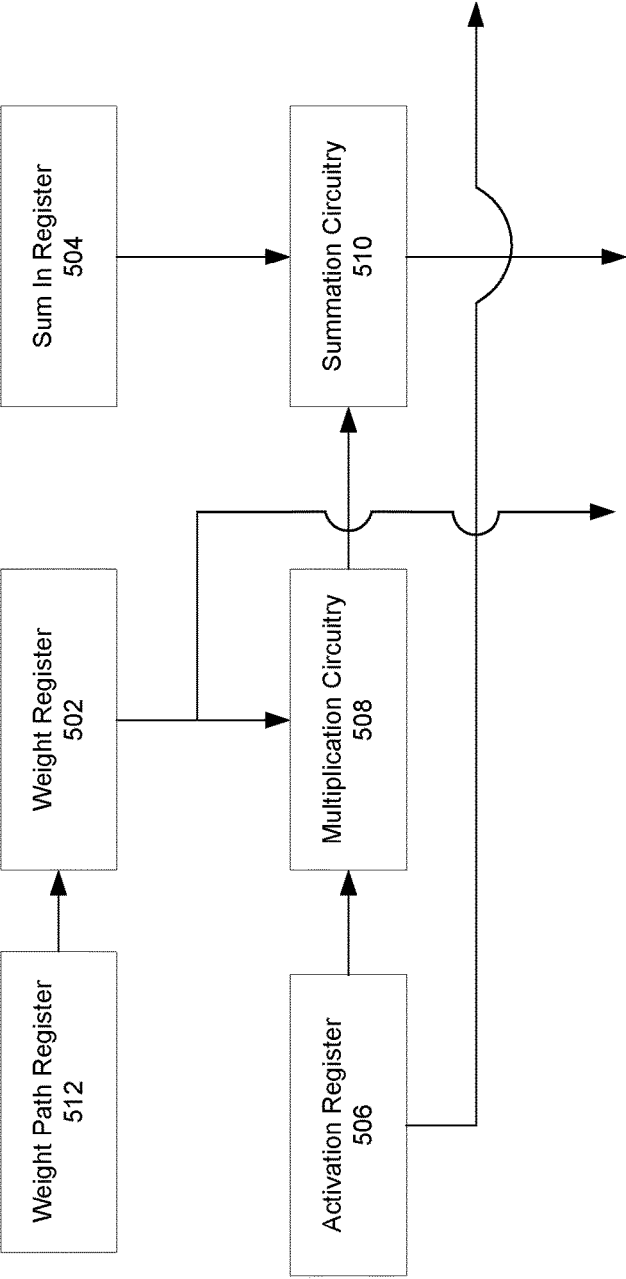 Weight Path Register
512
Weight Register
502
Sum In Register
504
Activation Register
506
Multiplication Circuitry
508
Summation Circuitry
510